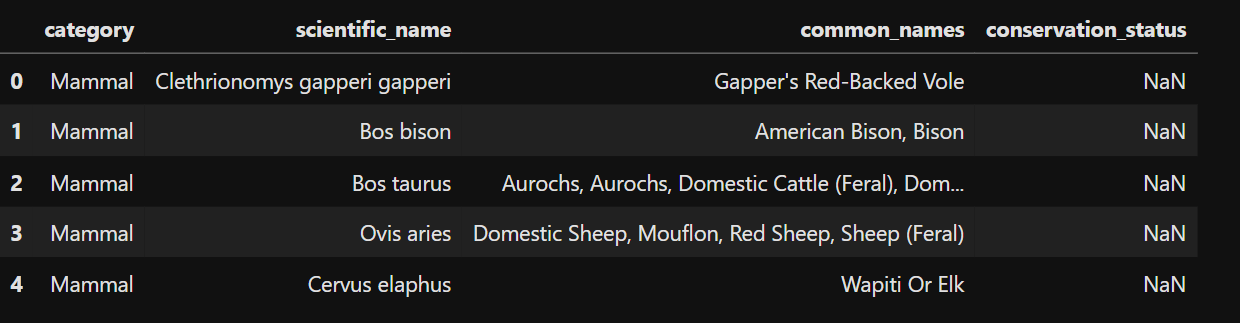 category scientific_name common_names conservation_status
0 Mammal Clethrionomys gapperi gapperi Gapper's Red-Backed Vole NaN
1 Mammal Bos bison American Bison, Bison NaN
2 Mammal Bos taurus Aurochs, Aurochs, Domestic Cattle (Feral), Dom... NaN
3 Mammal Ovis aries Domestic Sheep, Mouflon, Red Sheep, Sheep (Feral) NaN
4 Mammal Cervus elaphus Wapiti Or Elk NaN